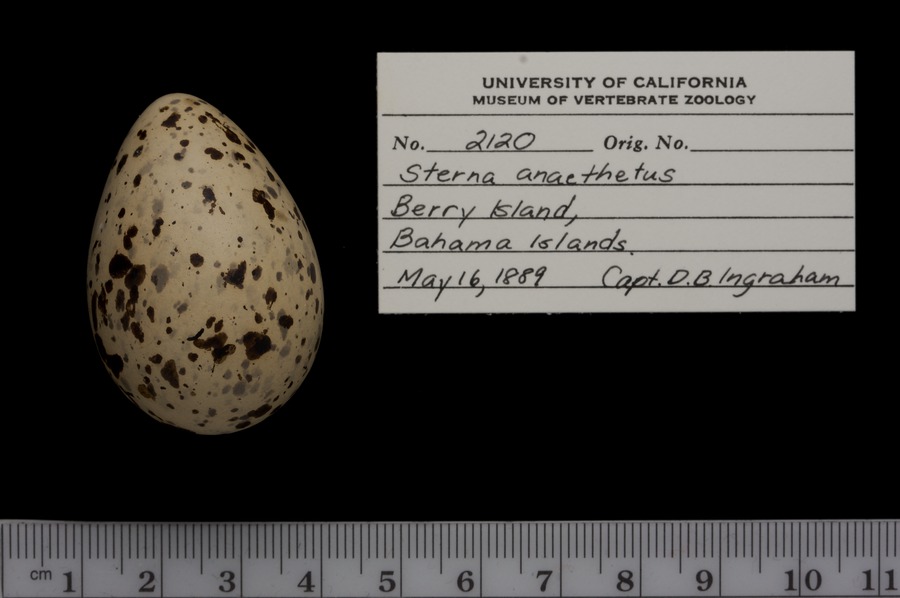 UNIVERSITY OF CALIFORNIA
MUSEUM OF VERTEBRATE ZOOLOGY
No. 2120 Orig. No.
Sterna anaethetus
Berry Island,
Bahama Islands.
May 16, 1889 Capt. D.B. Ingraham
cm 1 2 3 4 5 6 7 8 9 10 11